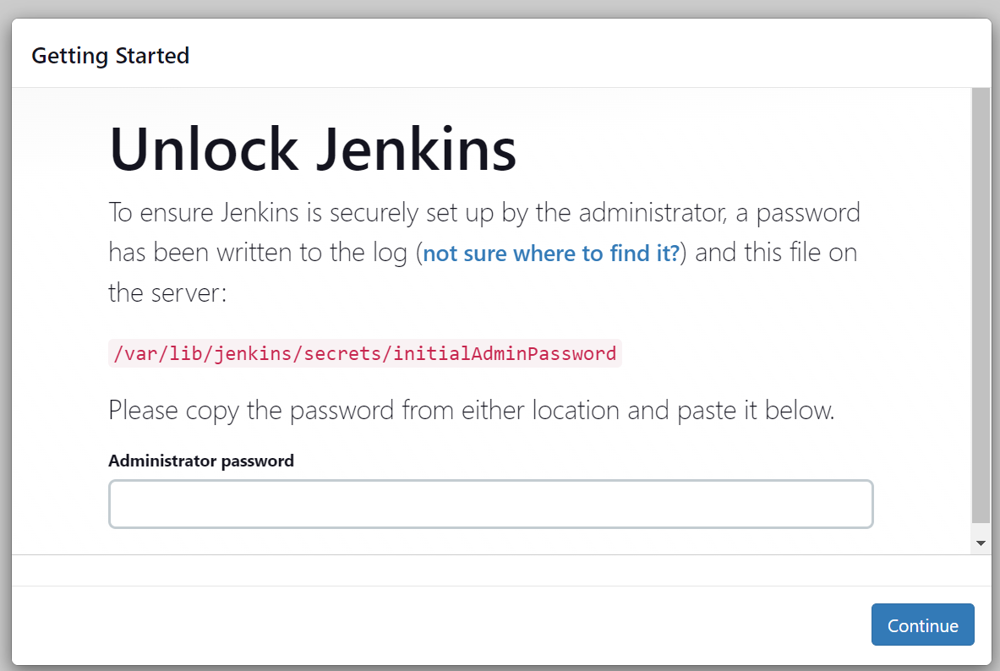 Getting Started
Unlock Jenkins
To ensure Jenkins is securely set up by the administrator, a password
has been written to the log (not sure where to find it?) and this file on
the server:
/var/lib/jenkins/secrets/initialAdminPassword
Please copy the password from either location and paste it below.
Administrator password
Continue